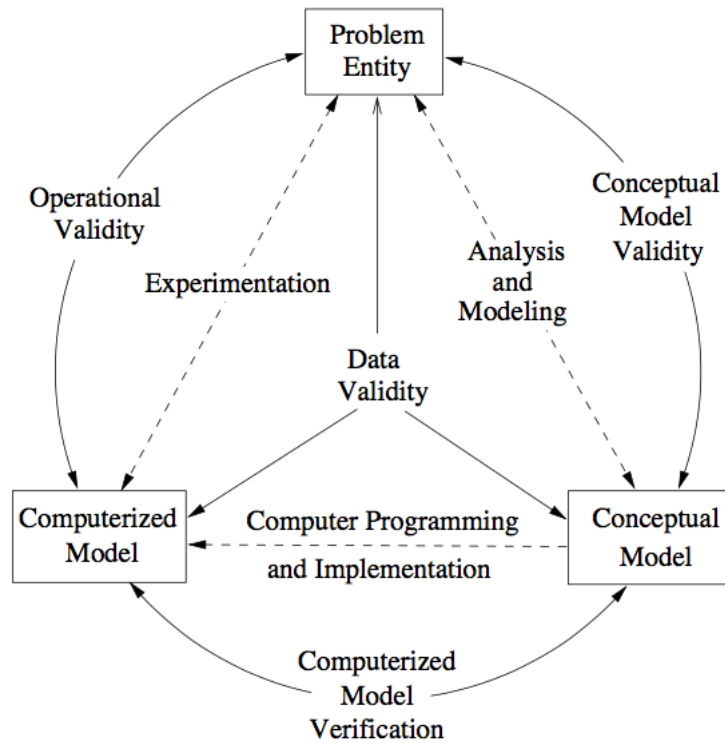 Problem
Entity
Operational
Validity
Conceptual
Model
Validity
Experimentation
Analysis
and
Modeling
Data
Validity
Computerized
Model
Computer Programming
and Implementation
Conceptual
Model
Computerized
Model
Verification